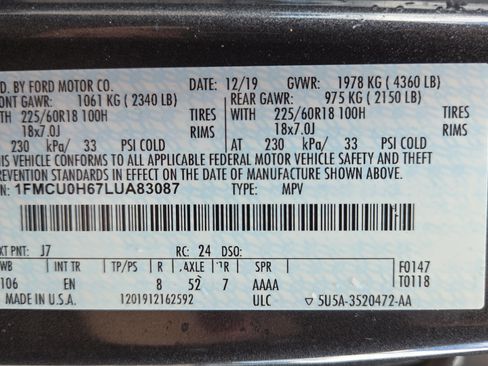 D. BY FORD MOTOR CO. DATE: 12/19 GVWR: 1978 KG (4360 LB)
ONT GAWR: 1061 KG (2340 LB) REAR GAWR: 975 KG (2150 LB)
TH 225/60R18 100H TIRES WITH 225/60R18 100H TIRES
18x7.0J RIMS 18x7.0J RIMS
230 kPa/ 33 PSI COLD AT 230 kPa/ 33 PSI COLD
IS VEHICLE CONFORMS TO ALL APPLICABLE FEDERAL MOTOR VEHICLE SAFETY AND THEFT
REVENTION STANDARDS IN EFFECT ON THE DATE OF MANUFACTURE SHOWN ABOVE.
1FMCU0H67LUA83087 TYPE: MPV
XT PNT: J7 RC: 24 DSO:
WB INT TR TP/PS R AXLE TR SPR F0147
106 EN 8 52 7 AAAA T0118
MADE IN U.S.A. 1201912162592 ULC 5U5A-3520472-AA